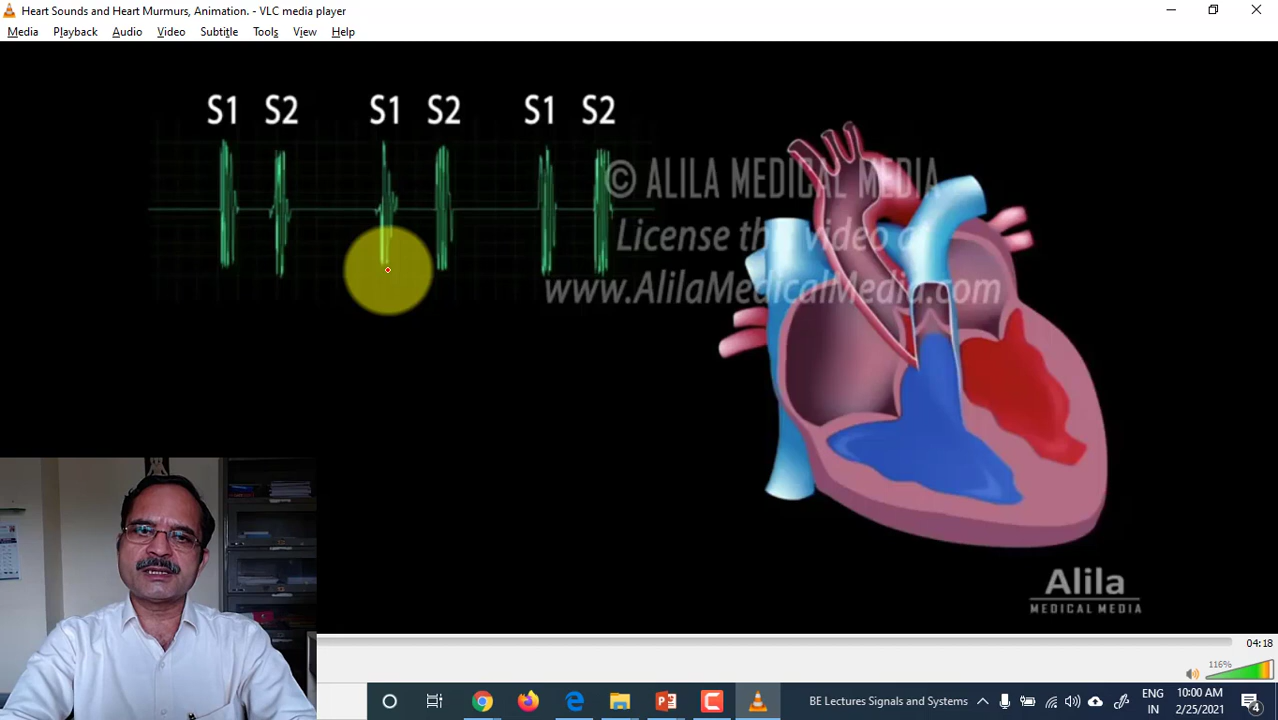 Heart Sounds and Heart Murmurs, Animation. - VLC media player
Media Playback Audio Video Subtitle Tools View Help
S1 S2 S1 S2 S1 S2
© ALILA MEDICAL MEDIA
License this video a
www.AlilaMedicalMedia.com
Alila
MEDICAL MEDIA
04:18
116%
BE Lectures Signals and Systems
ENG
IN
10:00 AM
2/25/2021
4